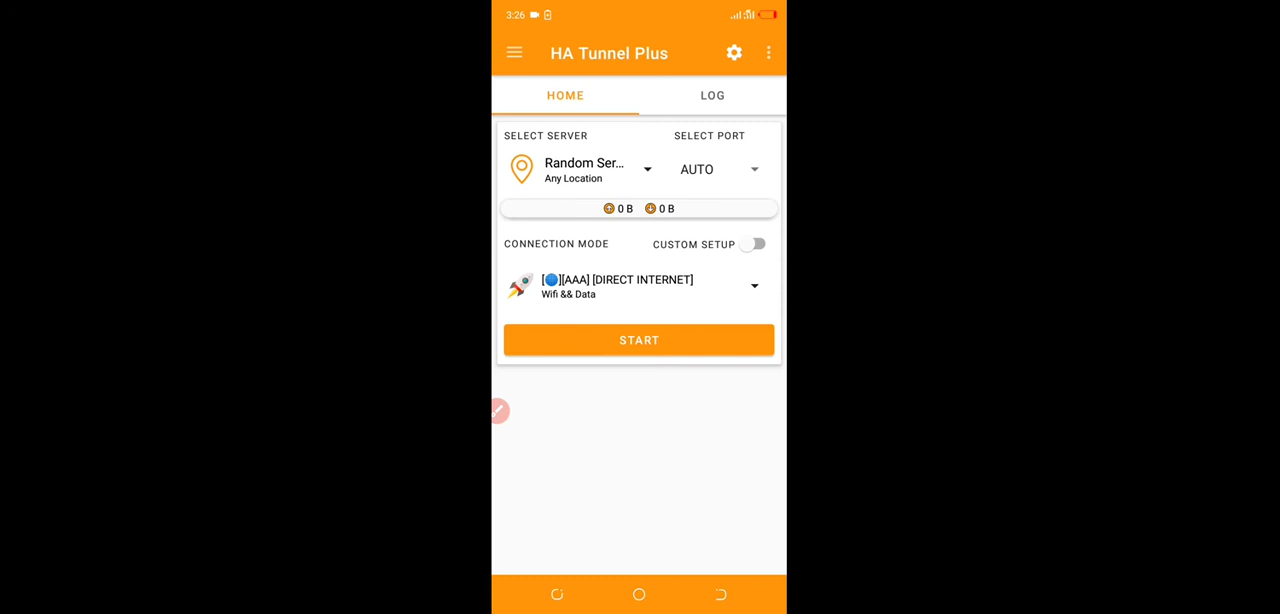 3:26
HA Tunnel Plus
HOME LOG
SELECT SERVER SELECT PORT
Random Ser... AUTO
Any Location
0 B 0 B
CONNECTION MODE CUSTOM SETUP
[🌐][AAA] [DIRECT INTERNET]
Wifi && Data
START